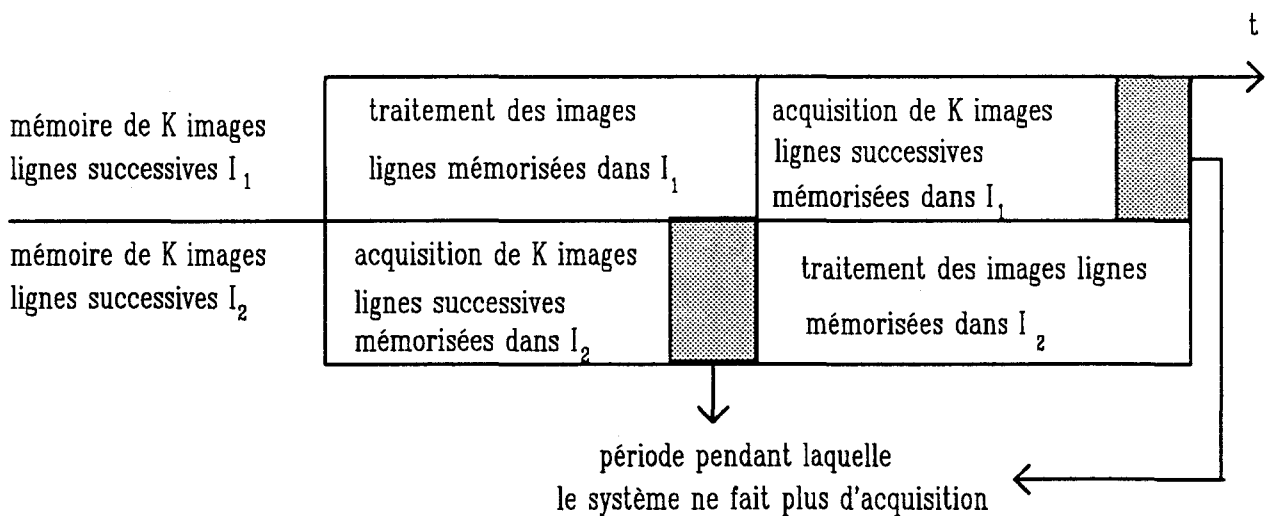 t
mémoire de K images
lignes successives I₁
traitement des images
lignes mémorisées dans I₁
acquisition de K images
lignes successives
mémorisées dans I₁
mémoire de K images
lignes successives I₂
acquisition de K images
lignes successives
mémorisées dans I₂
traitement des images lignes
mémorisées dans I₂
période pendant laquelle
le système ne fait plus d'acquisition